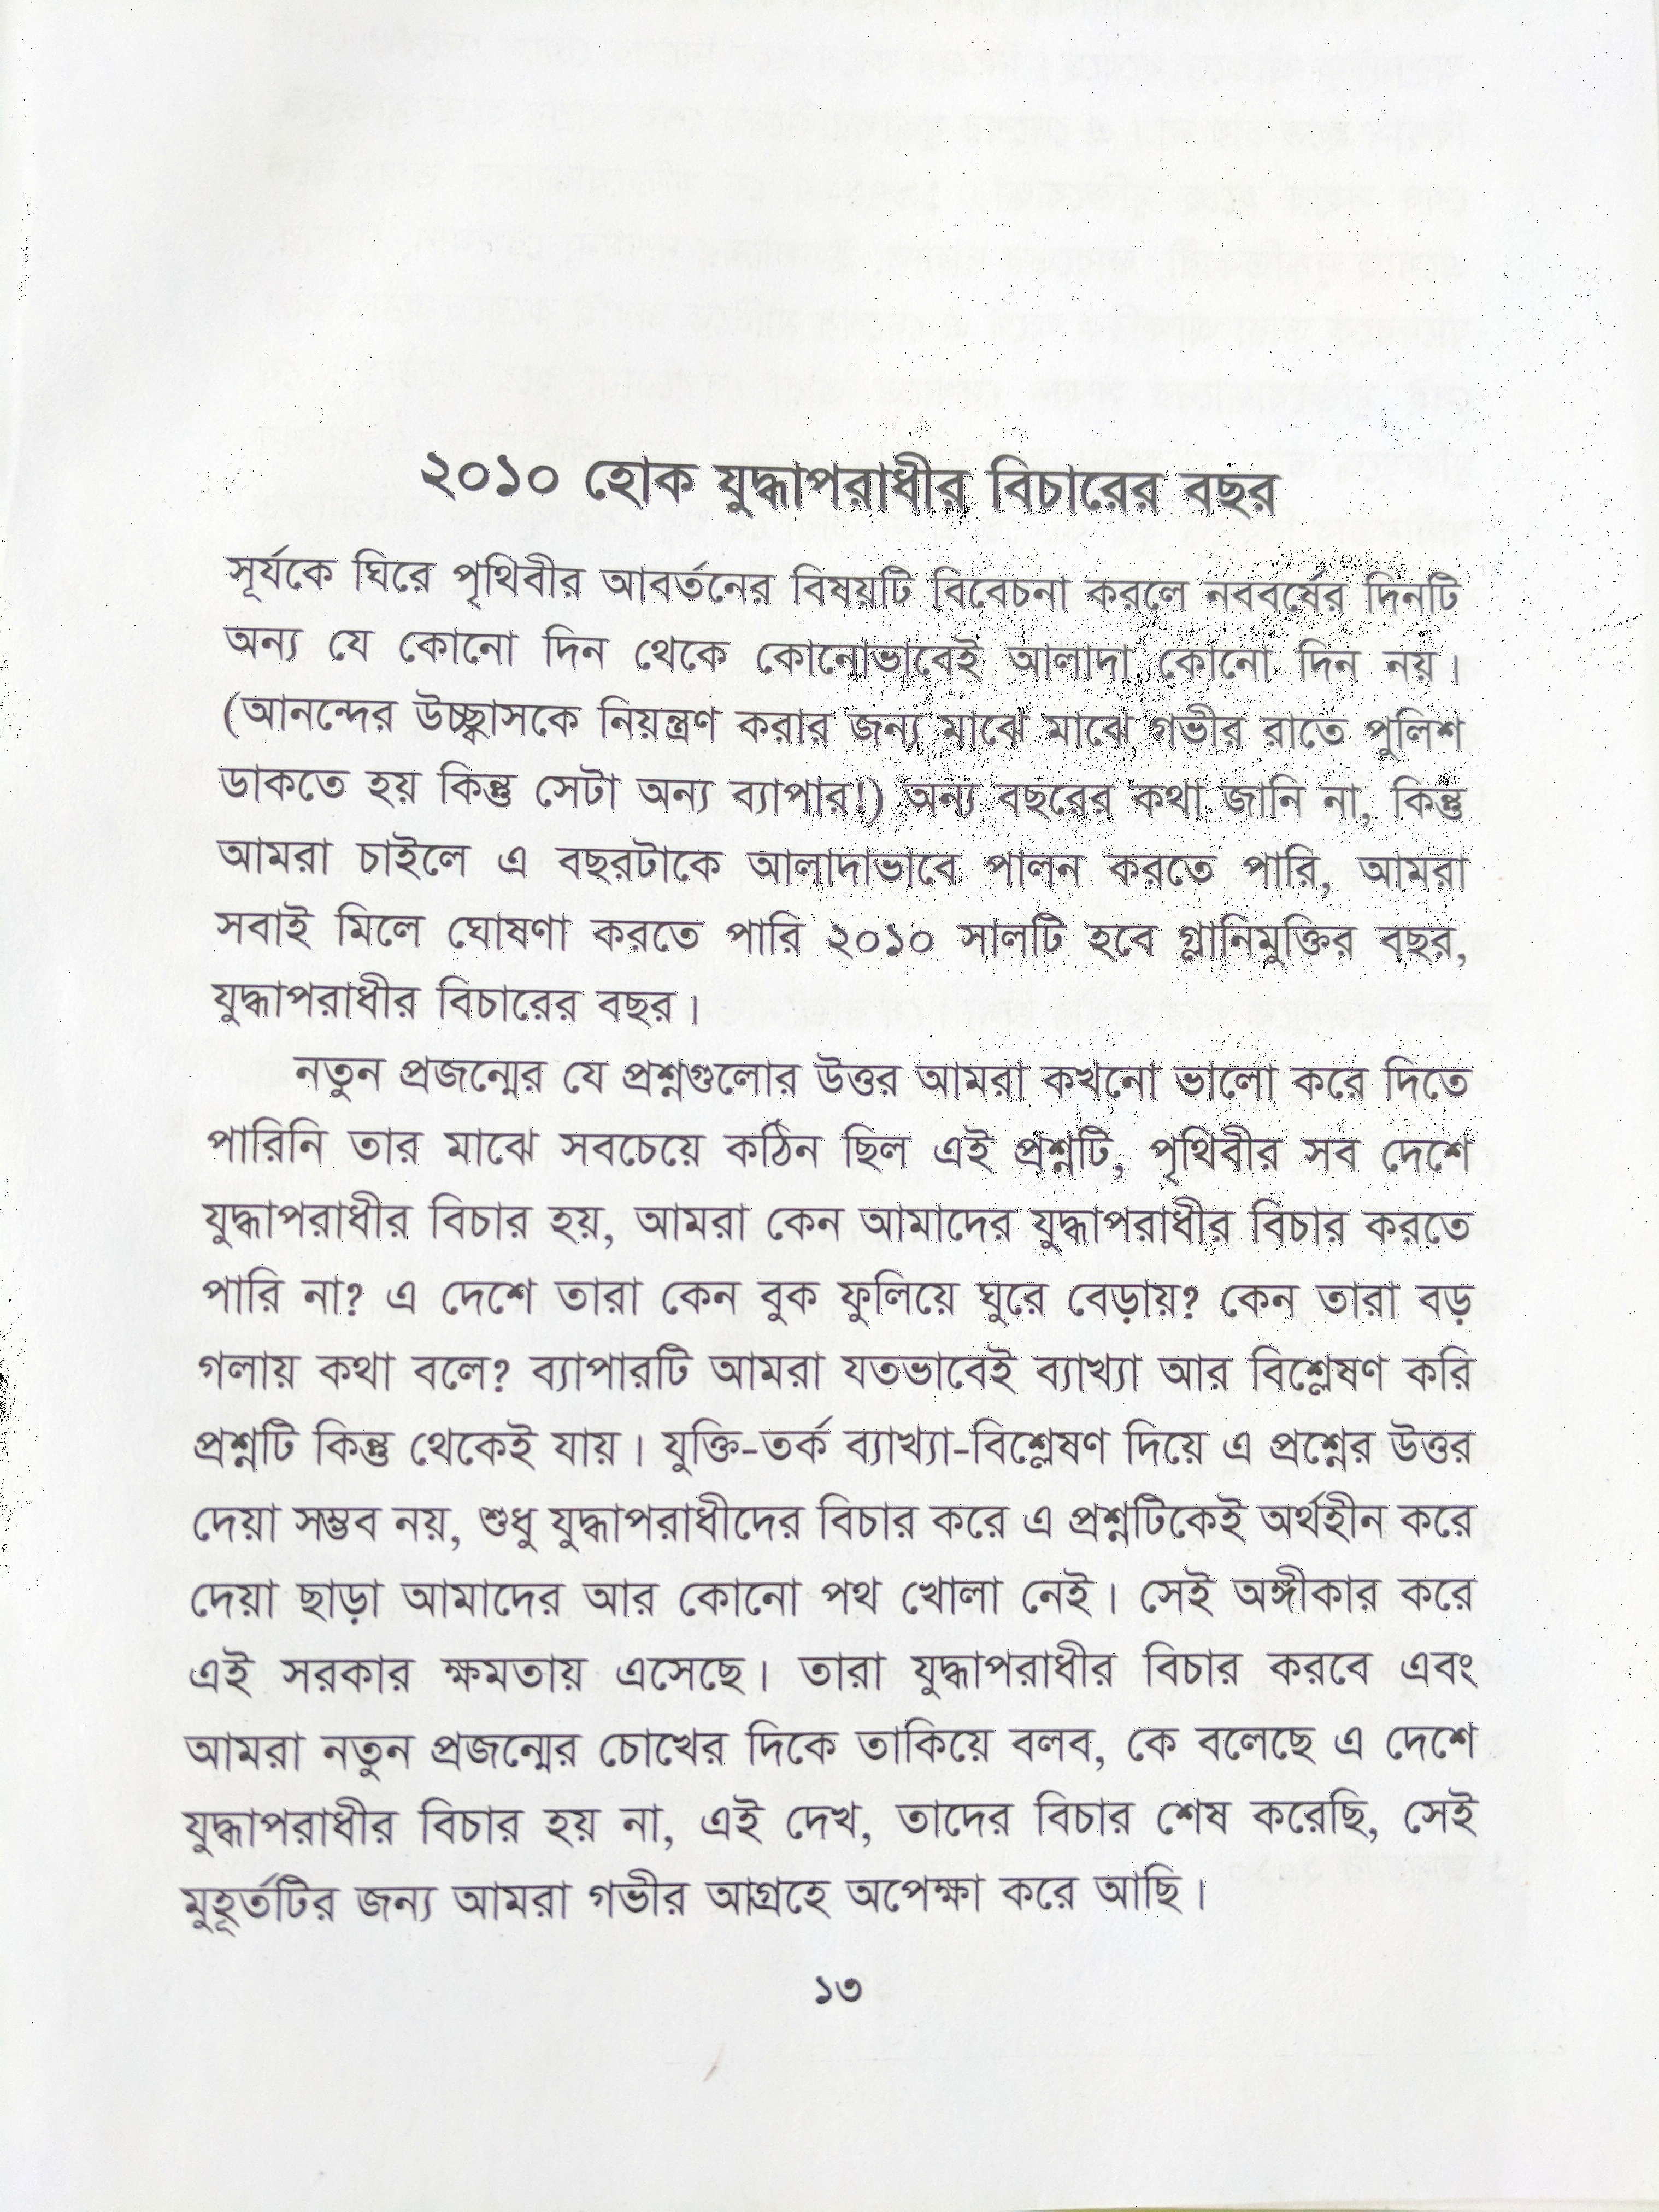 ২০১০ হোক যুদ্ধাপরাধীর বিচারের বছর
সূর্যকে ঘিরে পৃথিবীর আবর্তনের বিষয়টি বিবেচনা করলে নববর্ষের দিনটি
অন্য যে কোনো দিন থেকে কোনোভাবেই আলাদা কোনো দিন নয়।
(আনন্দের উচ্ছ্বাসকে নিয়ন্ত্রণ করার জন্য মাঝে মাঝে গভীর রাতে পুলিশ
ডাকতে হয় কিন্তু সেটা অন্য ব্যাপার!) অন্য বছরের কথা জানি না, কিন্তু
আমরা চাইলে এ বছরটাকে আলাদাভাবে পালন করতে পারি, আমরা
সবাই মিলে ঘোষণা করতে পারি ২০১০ সালটি হবে গ্লানিমুক্তির বছর,
যুদ্ধাপরাধীর বিচারের বছর।
নতুন প্রজন্মের যে প্রশ্নগুলোর উত্তর আমরা কখনো ভালো করে দিতে
পারিনি তার মাঝে সবচেয়ে কঠিন ছিল এই প্রশ্নটি, পৃথিবীর সব দেশে
যুদ্ধাপরাধীর বিচার হয়, আমরা কেন আমাদের যুদ্ধাপরাধীর বিচার করতে
পারি না? এ দেশে তারা কেন বুক ফুলিয়ে ঘুরে বেড়ায়? কেন তারা বড়
গলায় কথা বলে? ব্যাপারটি আমরা যতভাবেই ব্যাখ্যা আর বিশ্লেষণ করি
প্রশ্নটি কিন্তু থেকেই যায়। যুক্তি-তর্ক ব্যাখ্যা-বিশ্লেষণ দিয়ে এ প্রশ্নের উত্তর
দেয়া সম্ভব নয়, শুধু যুদ্ধাপরাধীদের বিচার করে এ প্রশ্নটিকেই অর্থহীন করে
দেয়া ছাড়া আমাদের আর কোনো পথ খোলা নেই। সেই অঙ্গীকার করে
এই সরকার ক্ষমতায় এসেছে। তারা যুদ্ধাপরাধীর বিচার করবে এবং
আমরা নতুন প্রজন্মের চোখের দিকে তাকিয়ে বলব, কে বলেছে এ দেশে
যুদ্ধাপরাধীর বিচার হয় না, এই দেখ, তাদের বিচার শেষ করেছি, সেই
মুহূর্তটির জন্য আমরা গভীর আগ্রহে অপেক্ষা করে আছি।
১৩